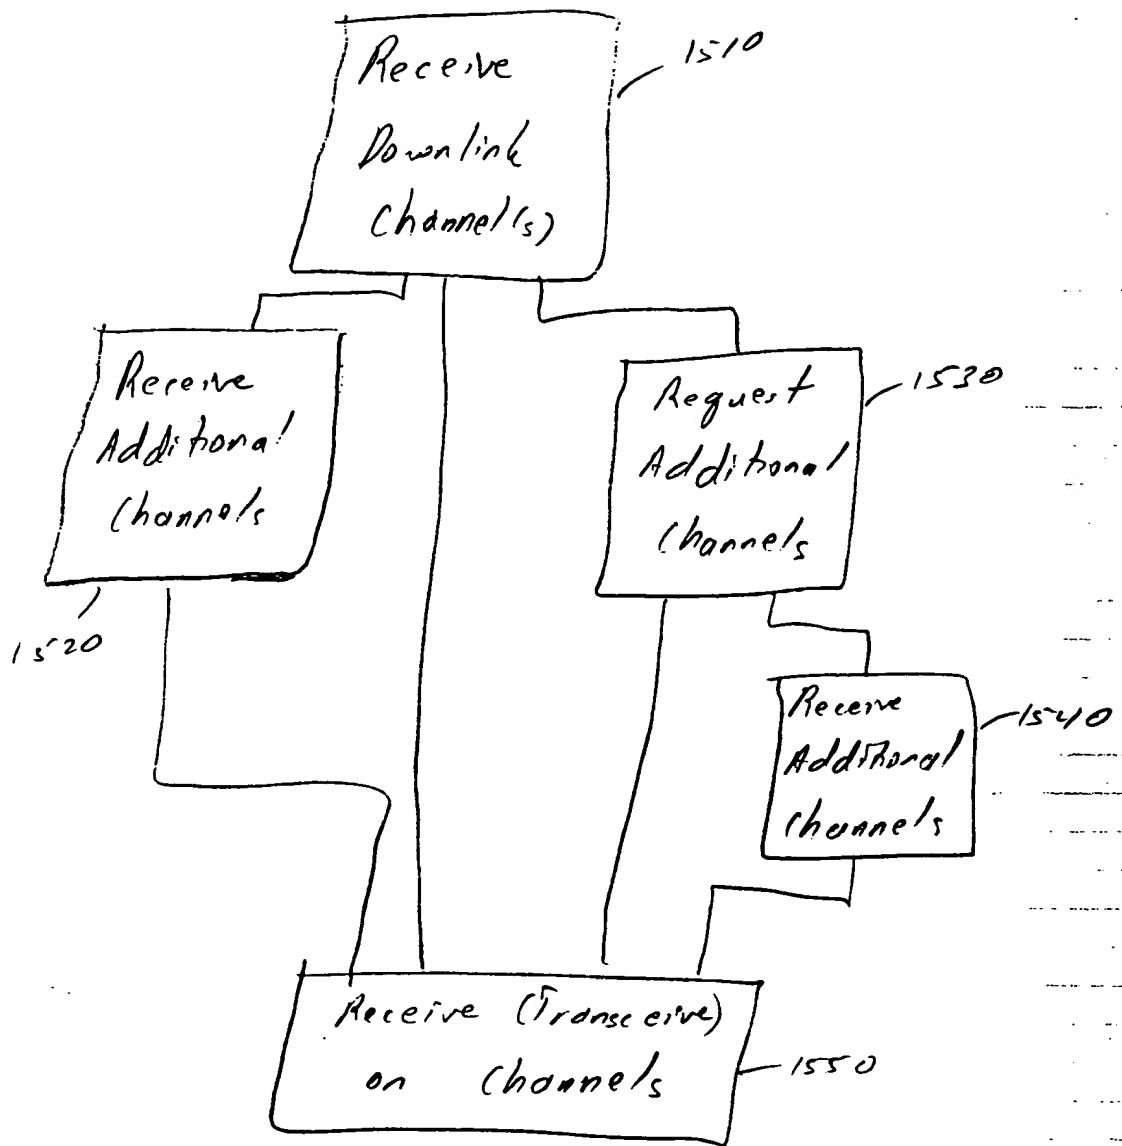 Receive
Downlink
Channel(s)
1510
Receive
Additional
Channels
1520
Request
Additional
Channels
1530
Receive
Additional
Channels
1540
Receive (Transceive)
on Channels
1550